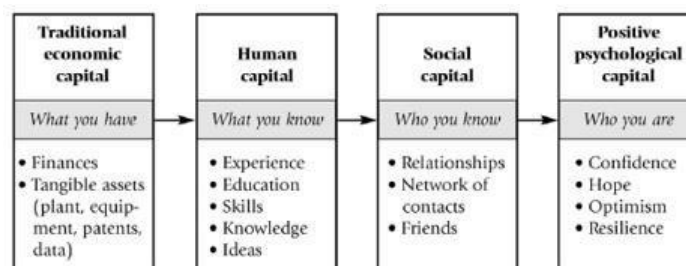 Traditional
economic
capital
What you have
• Finances
• Tangible assets
(plant, equip-
ment, patents,
data)
Human
capital
What you know
• Experience
• Education
• Skills
• Knowledge
• Ideas
Social
capital
Who you know
• Relationships
• Network of
contacts
• Friends
Positive
psychological
capital
Who you are
• Confidence
• Hope
• Optimism
• Resilience